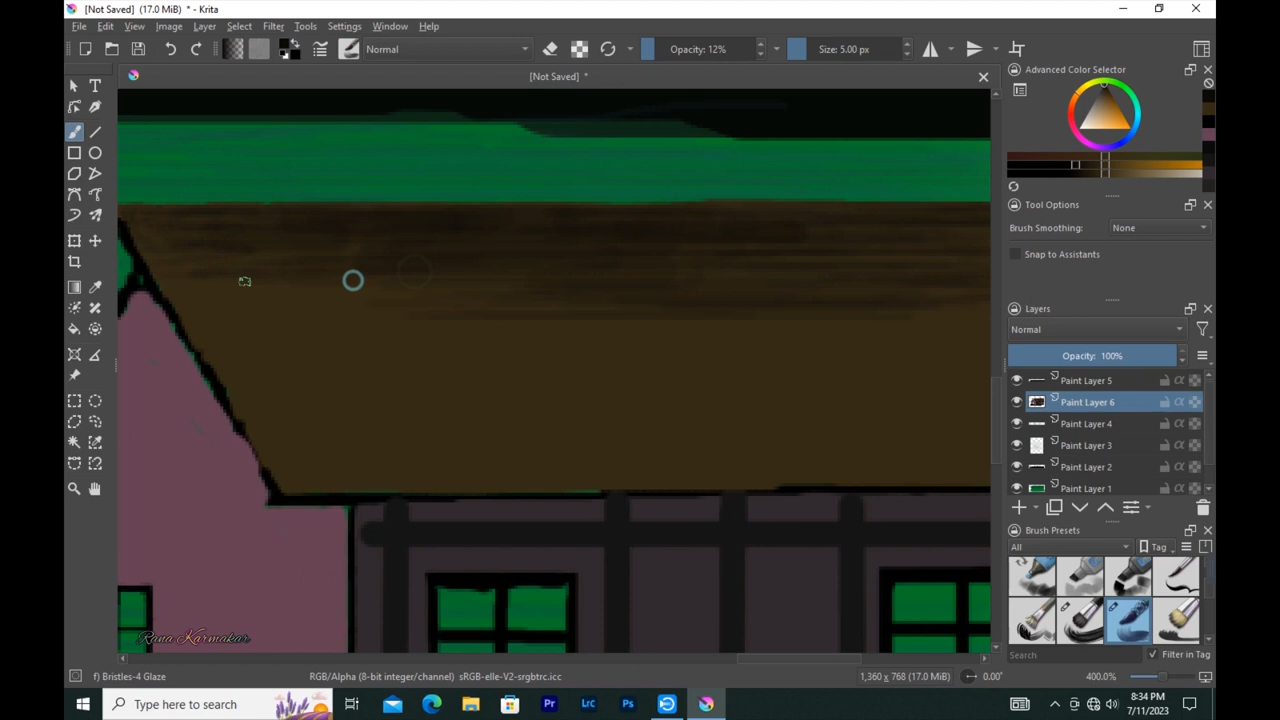 [Not Saved] (17.0 MiB) * - Krita
File Edit View Image Layer Select Filter Tools Settings Window Help
Normal Opacity: 12% Size: 5.00 px
[Not Saved] *
Advanced Color Selector
Tool Options
Brush Smoothing: None
Snap to Assistants
Layers
Normal
Opacity: 100%
Paint Layer 5
Paint Layer 6
Paint Layer 4
Paint Layer 3
Paint Layer 2
Paint Layer 1
Brush Presets
All Tag
Search Filter in Tag
Rana Karmakar
f) Bristles-4 Glaze RGB/Alpha (8-bit integer/channel) sRGB-elle-V2-srgbtrc.icc 1,360 x 768 (17.0 MiB) 0.00° 400.0%
Type here to search Pr Lrc Ps 8:34 PM
7/11/2023